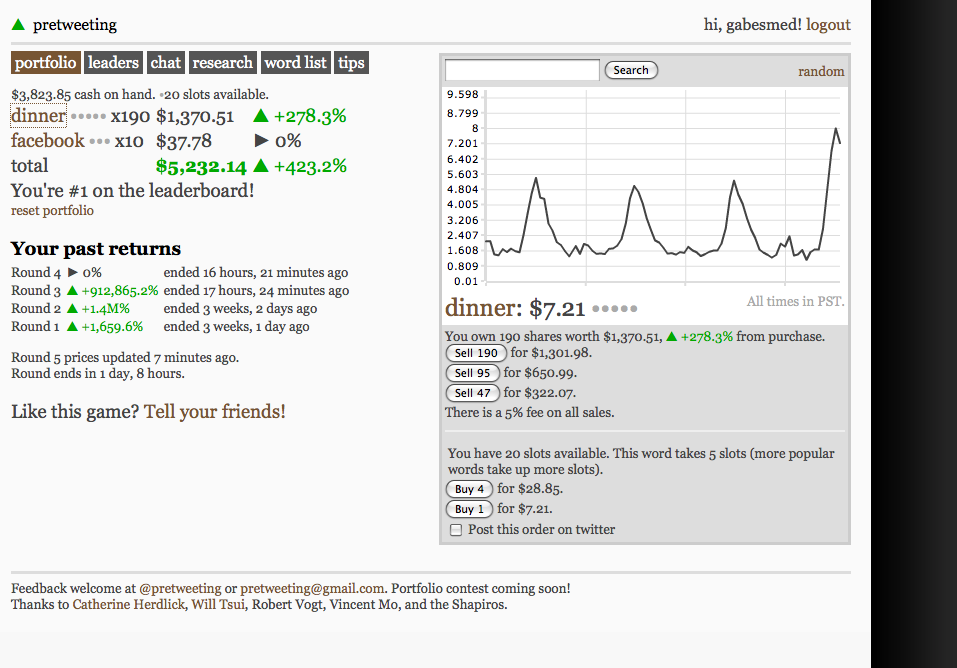 ▲ pretweeting
hi, gabesmed! logout
portfolio leaders chat research word list tips
$3,823.85 cash on hand. •20 slots available.
dinner ••••• x190 $1,370.51 ▲ +278.3%
facebook ••• x10 $37.78 ► 0%
total $5,232.14 ▲ +423.2%
You're #1 on the leaderboard!
reset portfolio
Your past returns
Round 4 ► 0% ended 16 hours, 21 minutes ago
Round 3 ▲ +912,865.2% ended 17 hours, 24 minutes ago
Round 2 ▲ +1.4M% ended 3 weeks, 2 days ago
Round 1 ▲ +1,659.6% ended 3 weeks, 1 day ago
Round 5 prices updated 7 minutes ago.
Round ends in 1 day, 8 hours.
Like this game? Tell your friends!
Search random
9.598
8.799
8
7.201
6.402
5.603
4.804
4.005
3.206
2.407
1.608
0.809
0.01
dinner: $7.21 •••••
All times in PST.
You own 190 shares worth $1,370.51, ▲ +278.3% from purchase.
Sell 190 for $1,301.98.
Sell 95 for $650.99.
Sell 47 for $322.07.
There is a 5% fee on all sales.
You have 20 slots available. This word takes 5 slots (more popular
words take up more slots).
Buy 4 for $28.85.
Buy 1 for $7.21.
Post this order on twitter
Feedback welcome at @pretweeting or pretweeting@gmail.com. Portfolio contest coming soon!
Thanks to Catherine Herdlick, Will Tsui, Robert Vogt, Vincent Mo, and the Shapiros.